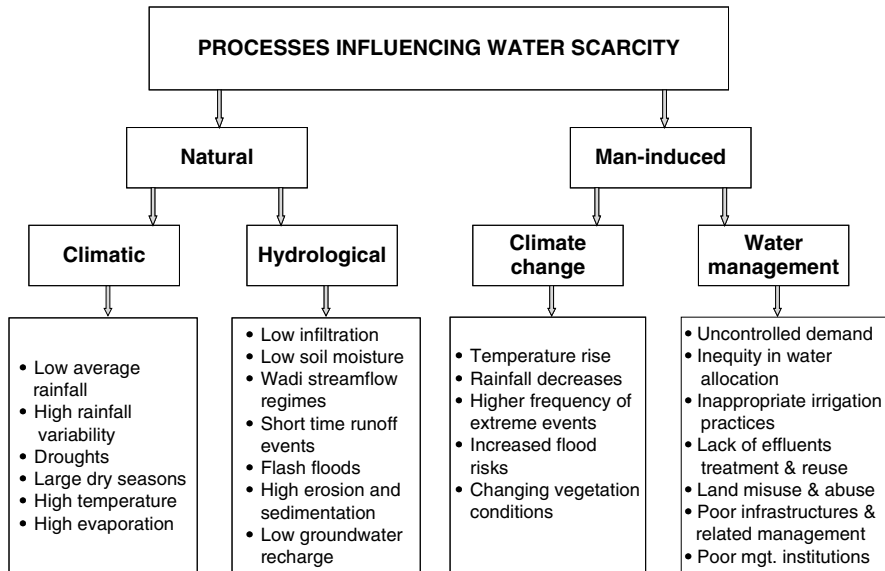 PROCESSES INFLUENCING WATER SCARCITY
Natural
Man-induced
Climatic
Hydrological
Climate
change
Water
management
• Low average
rainfall
• High rainfall
variability
• Droughts
• Large dry seasons
• High temperature
• High evaporation
• Low infiltration
• Low soil moisture
• Wadi streamflow
regimes
• Short time runoff
events
• Flash floods
• High erosion and
sedimentation
• Low groundwater
recharge
• Temperature rise
• Rainfall decreases
• Higher frequency of
extreme events
• Increased flood
risks
• Changing vegetation
conditions
• Uncontrolled demand
• Inequity in water
allocation
• Inappropriate irrigation
practices
• Lack of effluents
treatment & reuse
• Land misuse & abuse
• Poor infrastructures &
related management
• Poor mgt. institutions